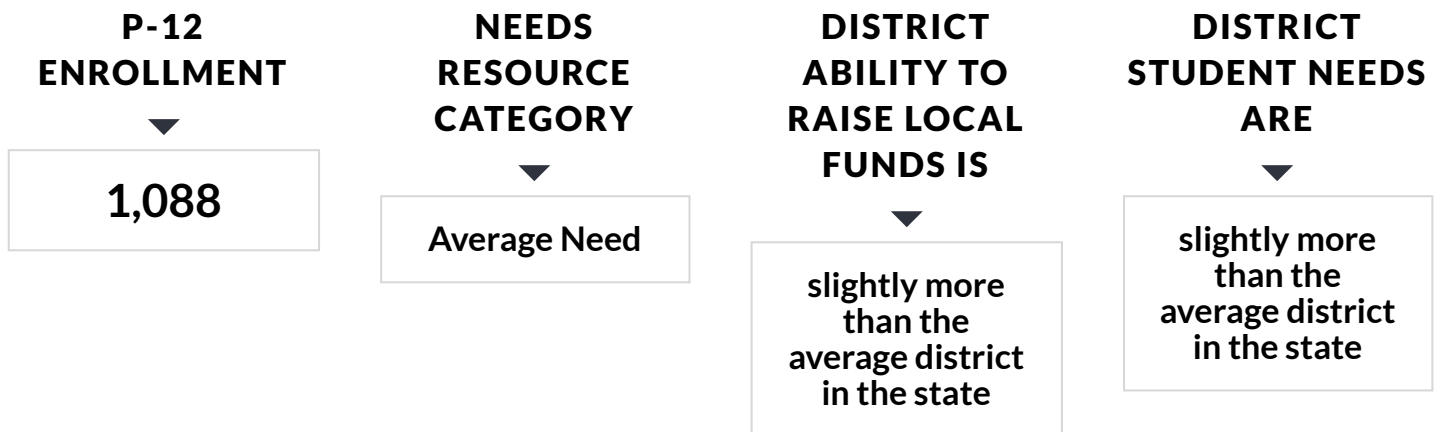 P-12
ENROLLMENT
1,088
NEEDS
RESOURCE
CATEGORY
Average Need
DISTRICT
ABILITY TO
RAISE LOCAL
FUNDS IS
slightly more
than the
average district
in the state
DISTRICT
STUDENT NEEDS
ARE
slightly more
than the
average district
in the state